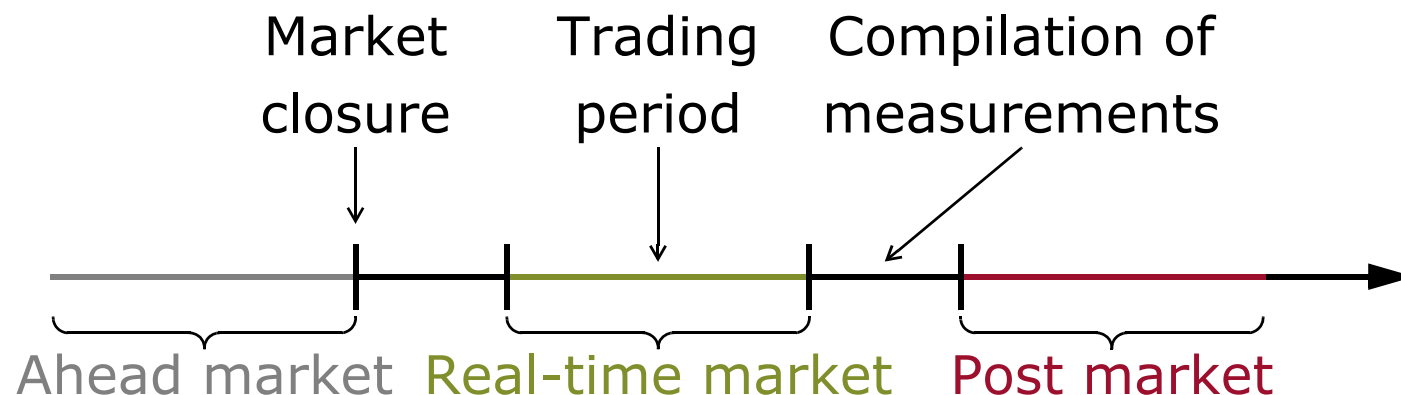 Market
closure
Trading
period
Compilation of
measurements
Ahead market
Real-time market
Post market